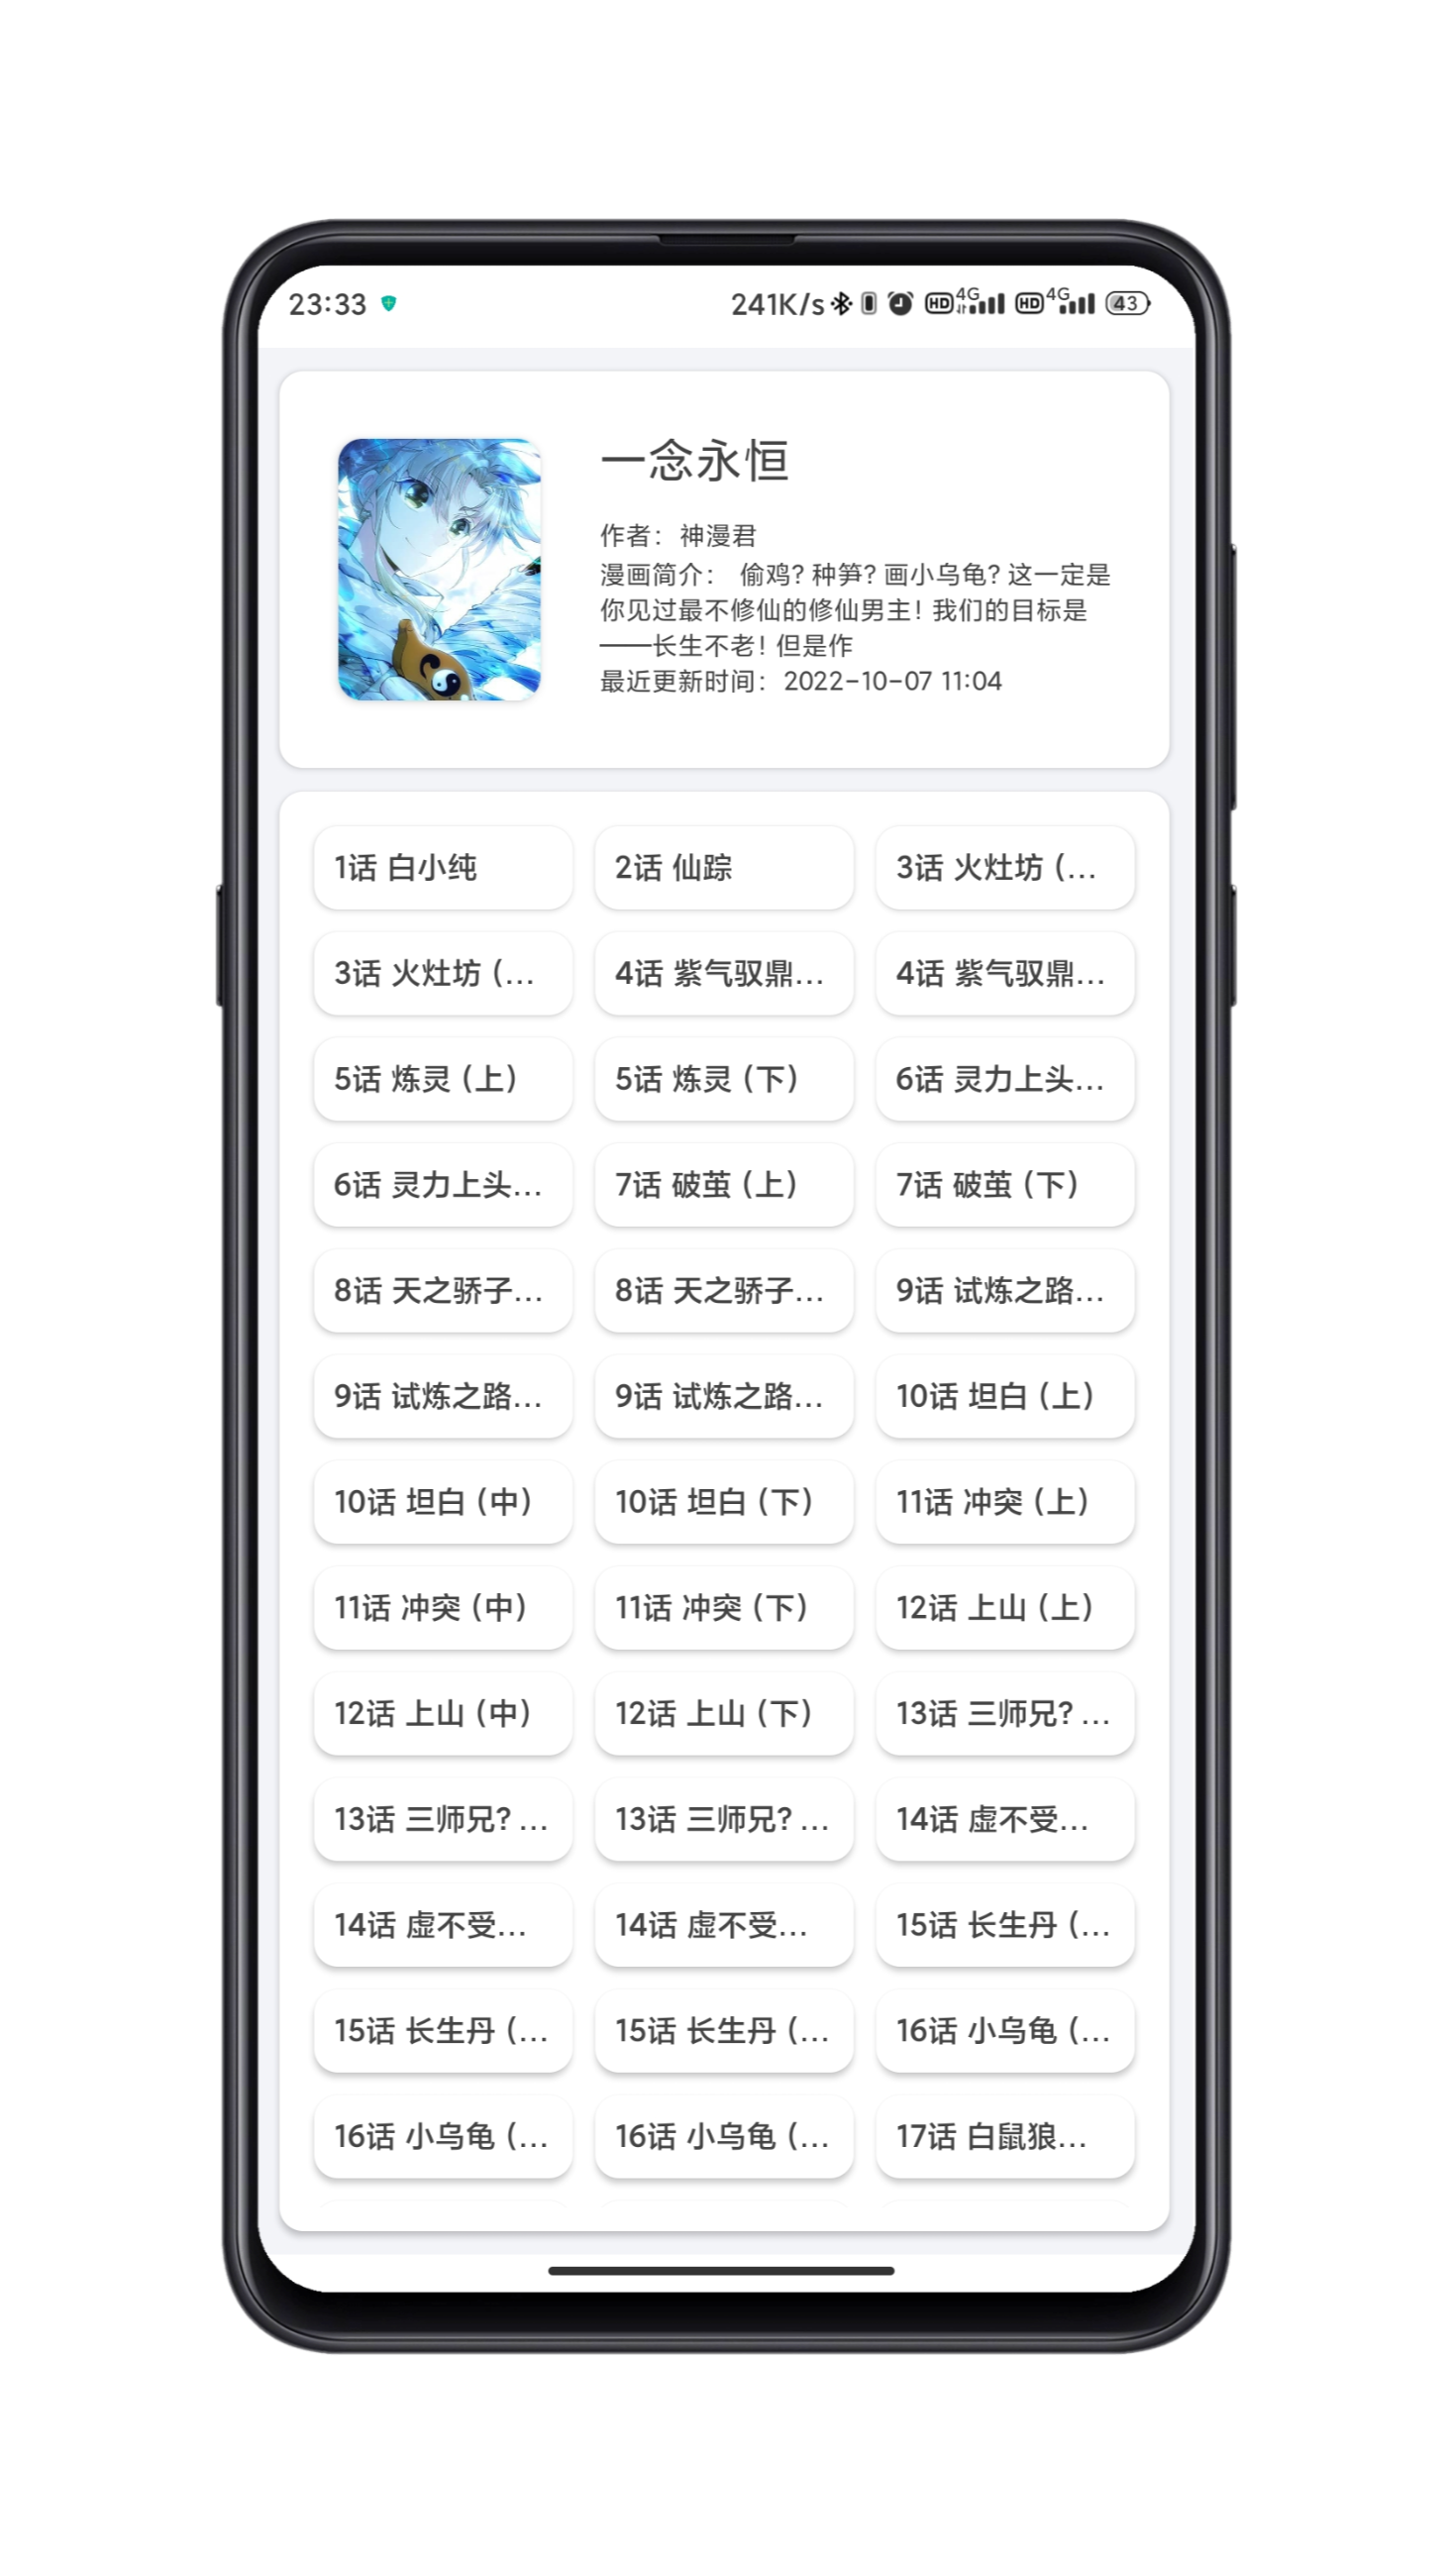 23:33 241K/s HD 4G HD 4G 43
一念永恒
作者：神漫君
漫画简介： 偷鸡？种笋？画小乌龟？这一定是
你见过最不修仙的修仙男主！我们的目标是
——长生不老！但是作
最近更新时间：2022-10-07 11:04
1话 白小纯 2话 仙踪 3话 火灶坊（...
3话 火灶坊（... 4话 紫气驭鼎... 4话 紫气驭鼎...
5话 炼灵（上） 5话 炼灵（下） 6话 灵力上头...
6话 灵力上头... 7话 破茧（上） 7话 破茧（下）
8话 天之骄子... 8话 天之骄子... 9话 试炼之路...
9话 试炼之路... 9话 试炼之路... 10话 坦白（上）
10话 坦白（中） 10话 坦白（下） 11话 冲突（上）
11话 冲突（中） 11话 冲突（下） 12话 上山（上）
12话 上山（中） 12话 上山（下） 13话 三师兄？...
13话 三师兄？... 13话 三师兄？... 14话 虚不受...
14话 虚不受... 14话 虚不受... 15话 长生丹（...
15话 长生丹（... 15话 长生丹（... 16话 小乌龟（...
16话 小乌龟（... 16话 小乌龟（... 17话 白鼠狼...